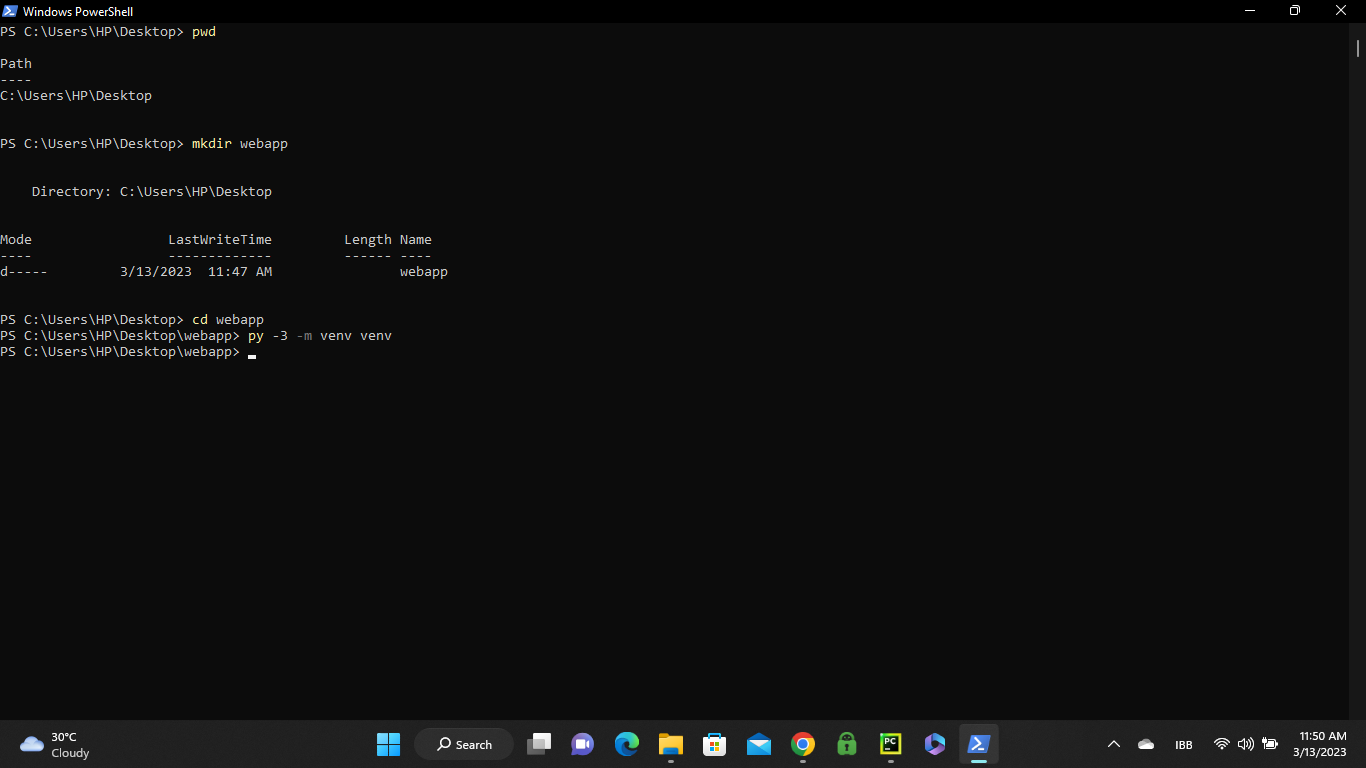 Windows PowerShell
PS C:\Users\HP\Desktop> pwd
Path
----
C:\Users\HP\Desktop
PS C:\Users\HP\Desktop> mkdir webapp
    Directory: C:\Users\HP\Desktop
Mode                 LastWriteTime         Length Name
----                 -------------         ------ ----
d-----         3/13/2023  11:47 AM                webapp
PS C:\Users\HP\Desktop> cd webapp
PS C:\Users\HP\Desktop\webapp> py -3 -m venv venv
PS C:\Users\HP\Desktop\webapp>
30°C
Cloudy
Search
PC
IBB
11:50 AM
3/13/2023